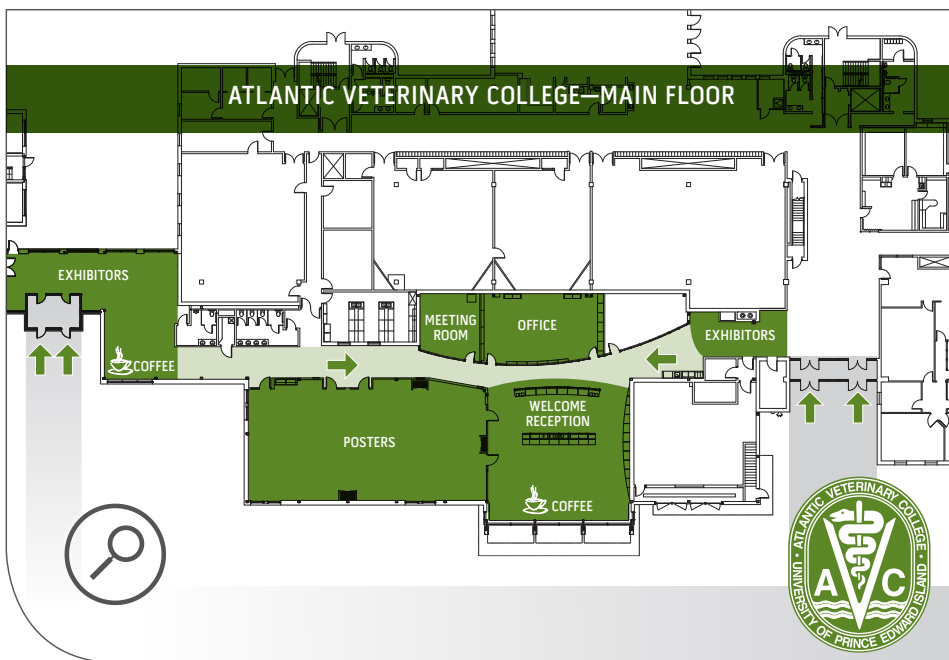 ATLANTIC VETERINARY COLLEGE—MAIN FLOOR
EXHIBITORS
COFFEE
MEETING
ROOM
OFFICE
EXHIBITORS
POSTERS
WELCOME
RECEPTION
COFFEE
ATLANTIC VETERINARY COLLEGE • UNIVERSITY OF PRINCE EDWARD ISLAND •
A V C